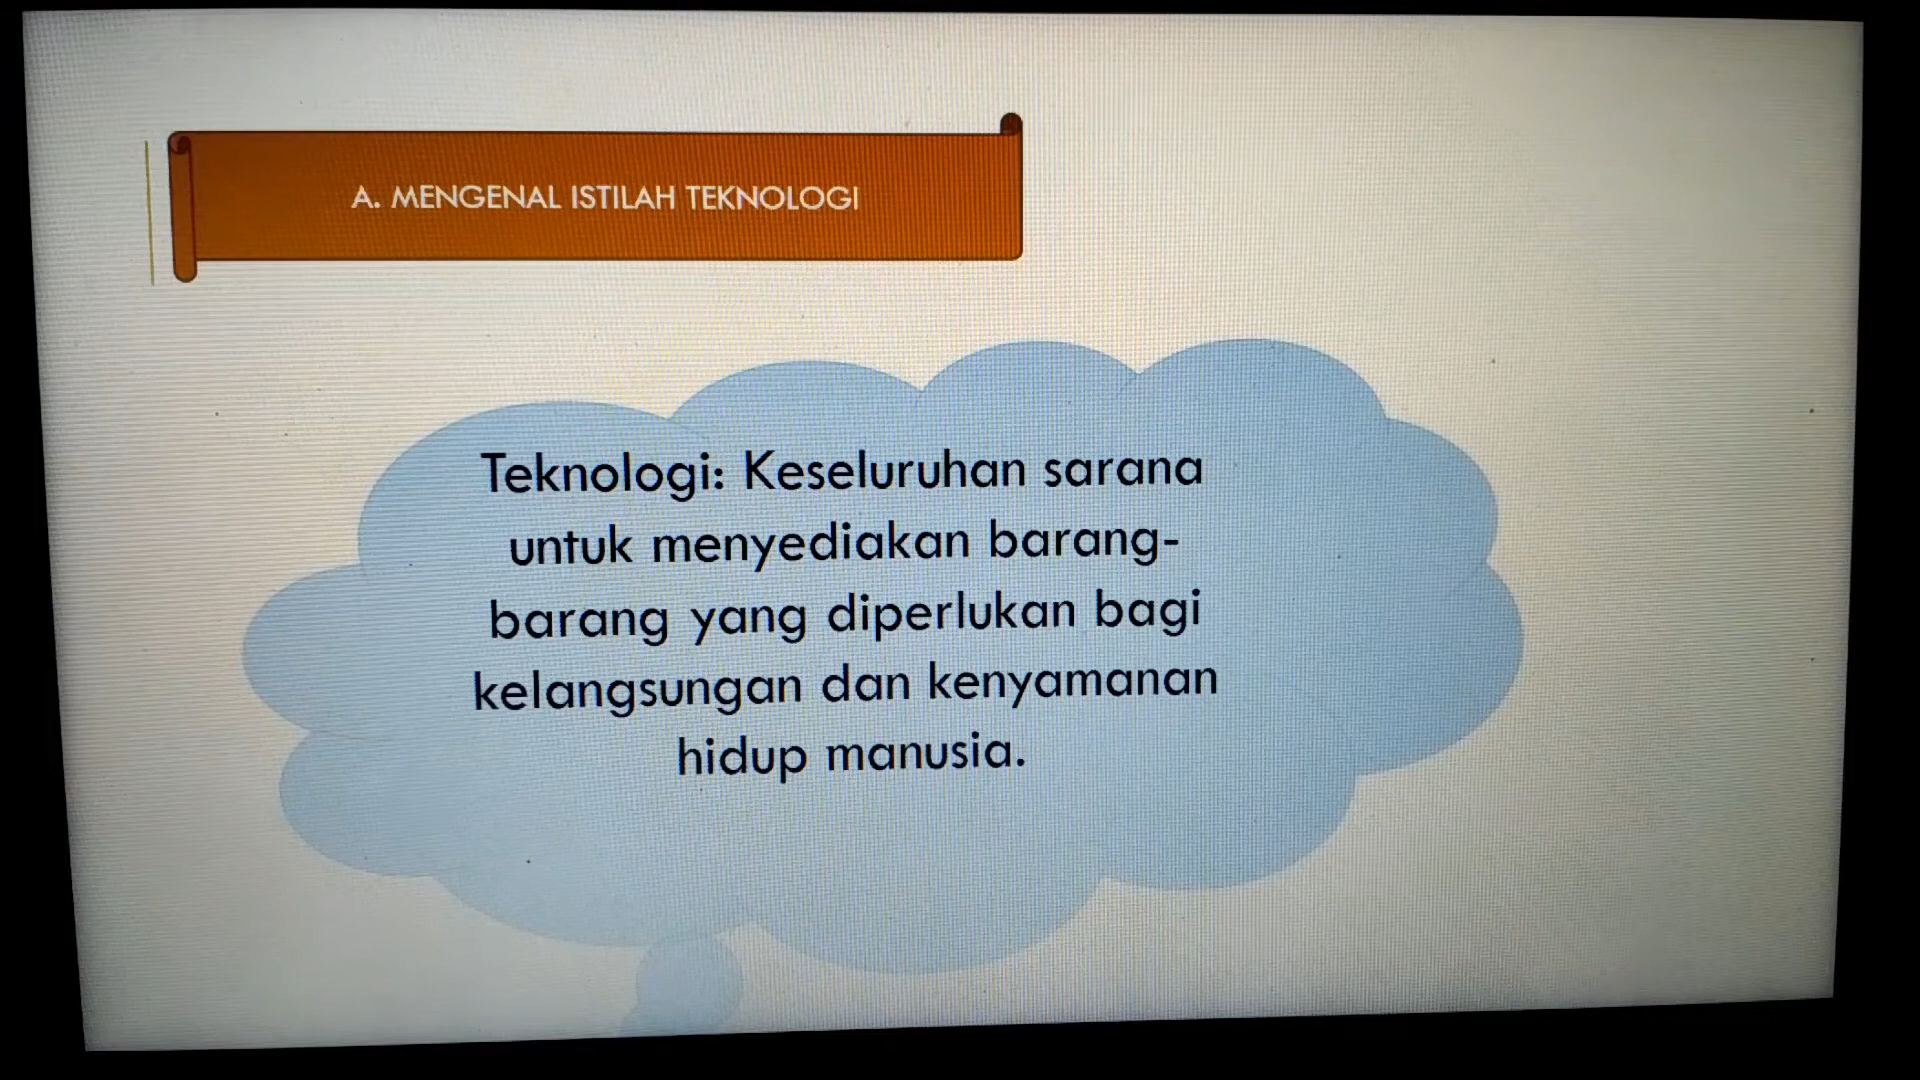 A. MENGENAL ISTILAH TEKNOLOGI
Teknologi: Keseluruhan sarana
untuk menyediakan barang-
barang yang diperlukan bagi
kelangsungan dan kenyamanan
hidup manusia.